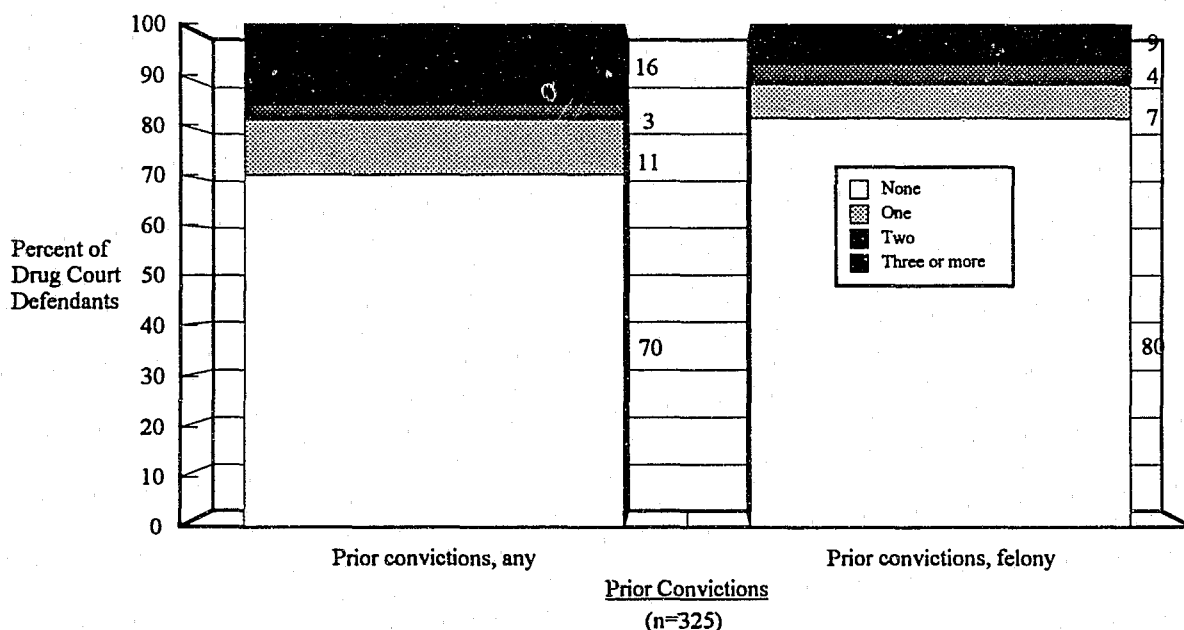 100
90
80
70
60
50
40
30
20
10
0
Percent of
Drug Court
Defendants
16
3
11
70
9
4
7
80
None
One
Two
Three or more
Prior convictions, any
Prior convictions, felony
Prior Convictions
(n=325)